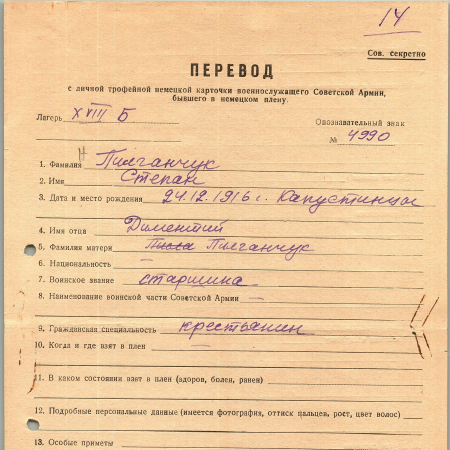 14
Сов. секретно
ПЕРЕВОД
с личной трофейной немецкой карточки военнослужащего Советской Армии,
бывшего в немецком плену.
Лагерь XVIII Б
Опознавательный знак
№ 4990
1. Фамилия Пилганчук
2. Имя Степан
3. Дата и место рождения 24.12.1916 г. Капустинцы
4. Имя отца Диментий
5. Фамилие матери Пилганчук
6. Национальность
7. Воинское звание старшина
8. Наименование воинской части Советской Армии —
9. Гражданская специальность крестьянин
10. Когда и где взят в плен —
11. В каком состоянии взят в плен (здоров, болен, ранен)
12. Подробные персональные данные (имеется фотография, оттиск пальцев, рост, цвет волос)
13. Особые приметы